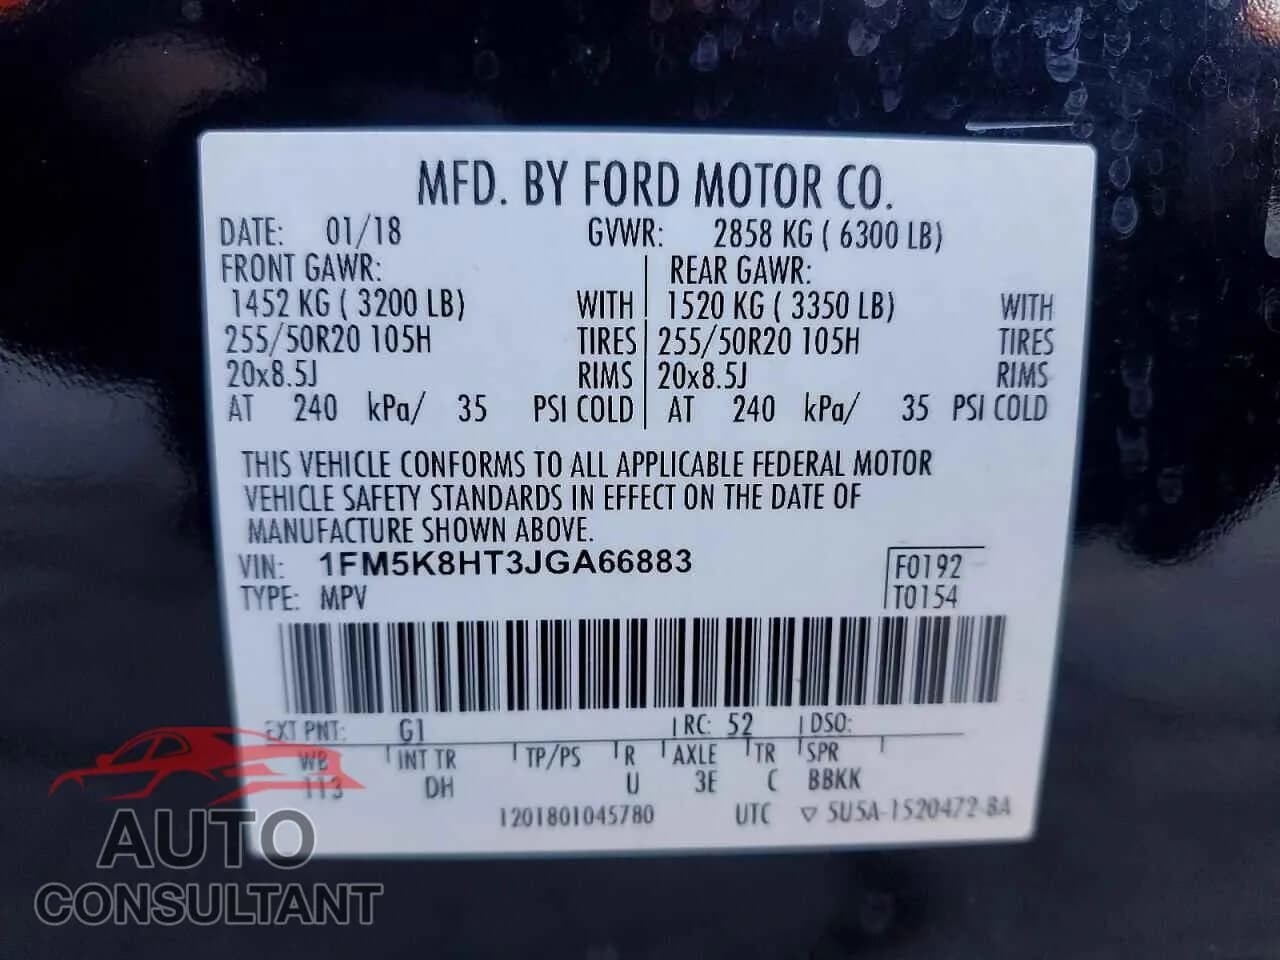 MFD. BY FORD MOTOR CO.
DATE: 01/18 GVWR: 2858 KG ( 6300 LB)
FRONT GAWR: REAR GAWR:
1452 KG ( 3200 LB) WITH 1520 KG ( 3350 LB) WITH
255/50R20 105H TIRES 255/50R20 105H TIRES
20x8.5J RIMS 20x8.5J RIMS
AT 240 kPa/ 35 PSI COLD AT 240 kPa/ 35 PSI COLD
THIS VEHICLE CONFORMS TO ALL APPLICABLE FEDERAL MOTOR
VEHICLE SAFETY STANDARDS IN EFFECT ON THE DATE OF
MANUFACTURE SHOWN ABOVE.
VIN: 1FM5K8HT3JGA66883 F0192
TYPE: MPV T0154
EXT PNT: G1 RC: 52 DSO:
WB INT TR TP/PS R AXLE TR SPR
113 DH U 3E C BBKK
1201801045780 UTC ▽ SU5A-1520472-BA
AUTO
CONSULTANT